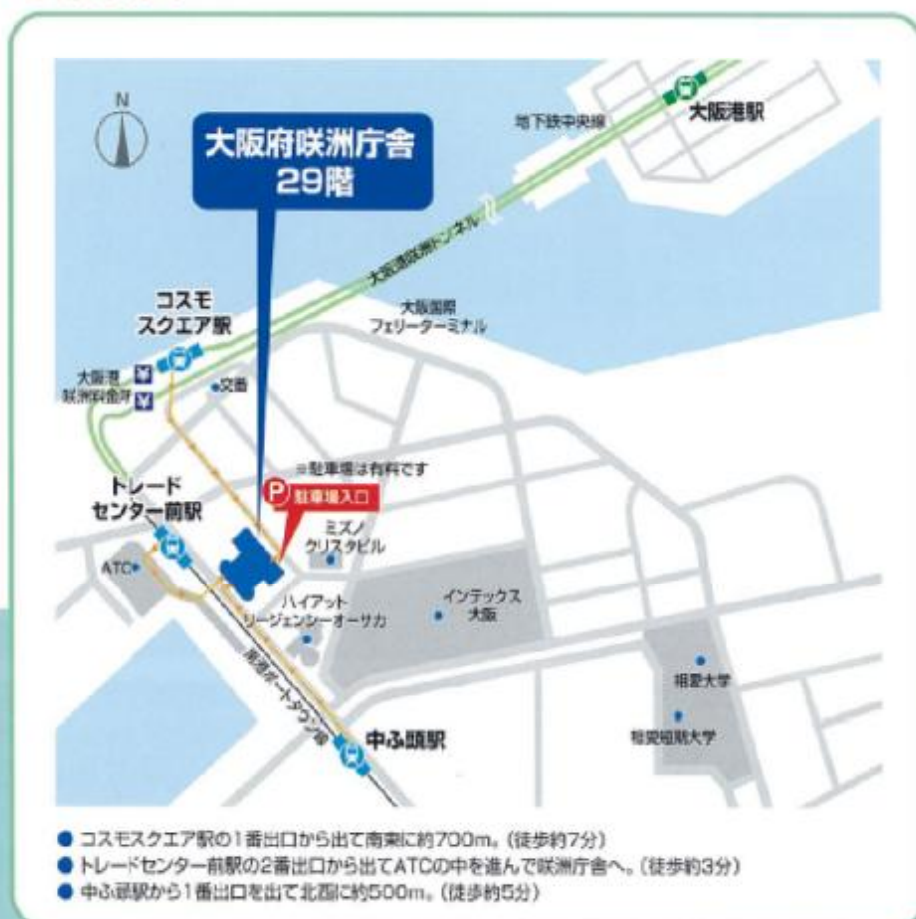 N
大阪府咲洲庁舎
29階
大阪港駅
地下鉄中央線
大阪港咲洲トンネル
コスモ
スクエア駅
大阪国際
フェリーターミナル
大阪港
咲洲料金所
¥
¥
交番
※駐車場は有料です
P 駐車場入口
トレード
センター前駅
ミズノ
クリスタビル
ATC
ハイアット
リージェンシーオーサカ
インテックス
大阪
南港ポートタウン線
相愛大学
相愛短期大学
中ふ頭駅
● コスモスクエア駅の1番出口から出て南東に約700m。(徒歩約7分)
● トレードセンター前駅の2番出口から出てATCの中を進んで咲洲庁舎へ。(徒歩約3分)
● 中ふ頭駅から1番出口を出て北西に約500m。(徒歩約5分)